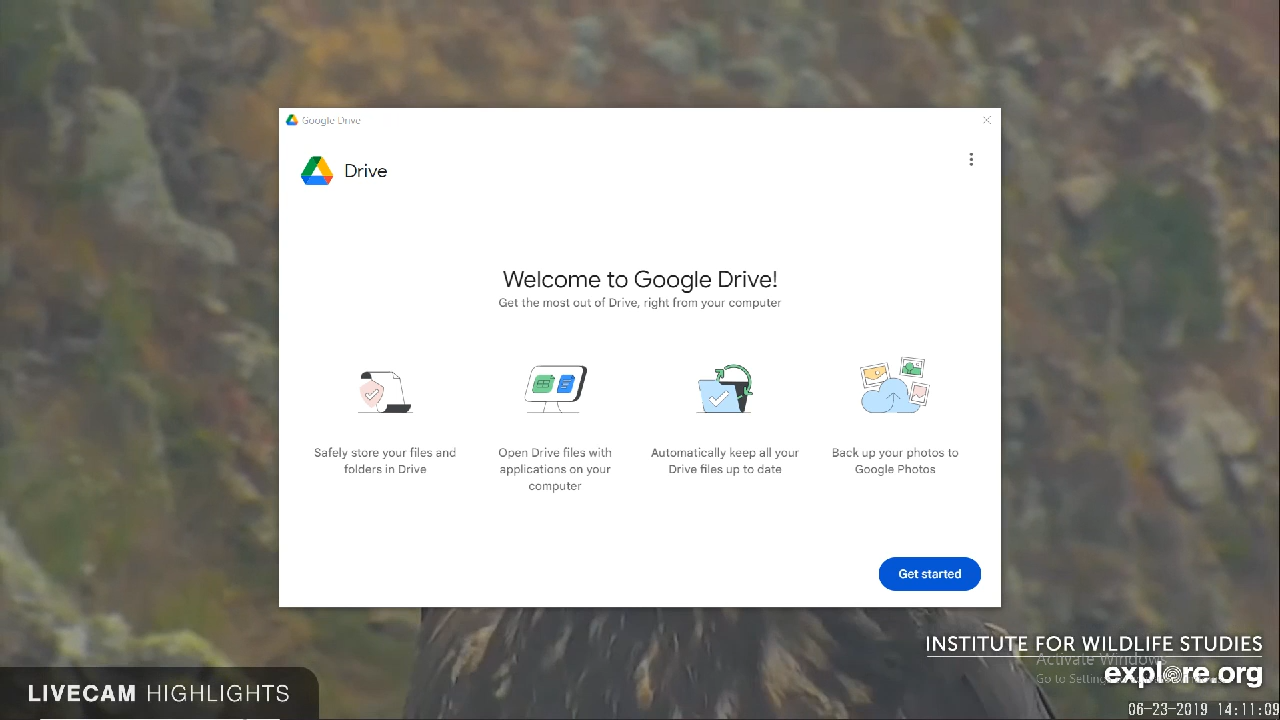 Google Drive
Drive
Welcome to Google Drive!
Get the most out of Drive, right from your computer
Safely store your files and
folders in Drive
Open Drive files with
applications on your
computer
Automatically keep all your
Drive files up to date
Back up your photos to
Google Photos
Get started
INSTITUTE FOR WILDLIFE STUDIES
Activate Windows
Go to Setting
explore.org
LIVECAM HIGHLIGHTS
06-23-2019 14:11:09